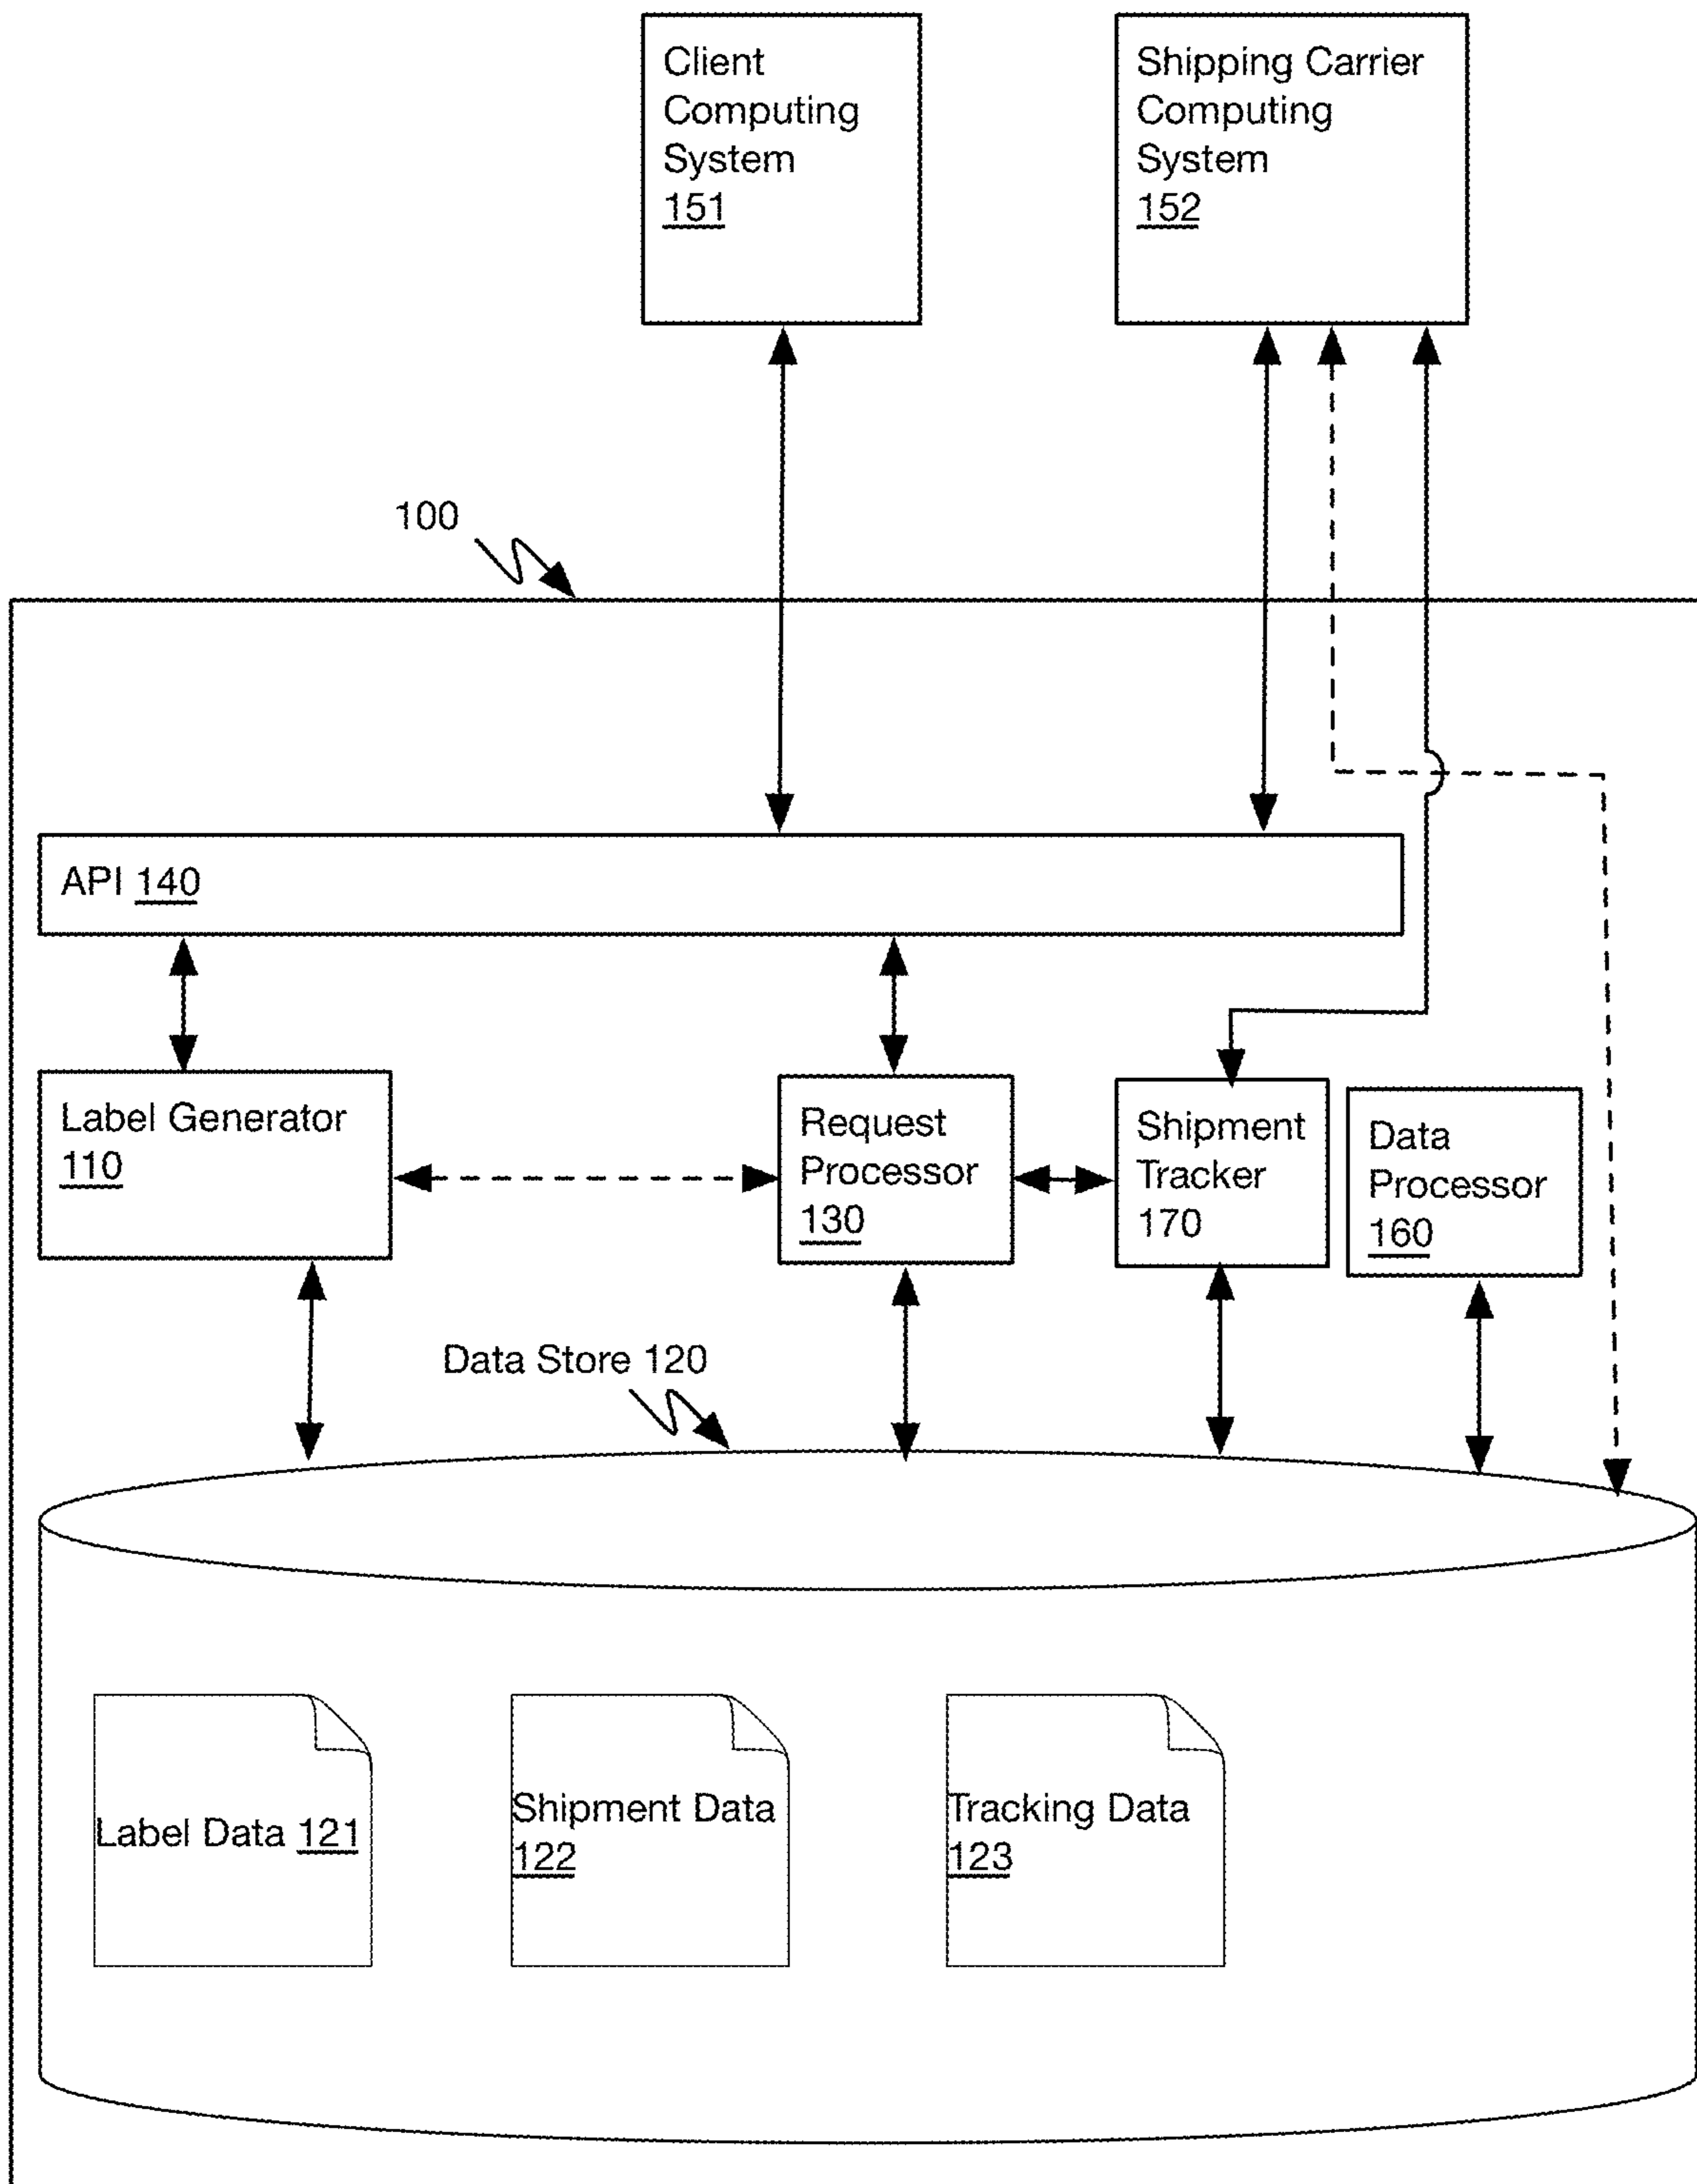 Client
Computing
System
151
Shipping Carrier
Computing
System
152
100
API 140
Label Generator
110
Request
Processor
130
Shipment
Tracker
170
Data
Processor
160
Data Store 120
Label Data 121
Shipment Data
122
Tracking Data
123